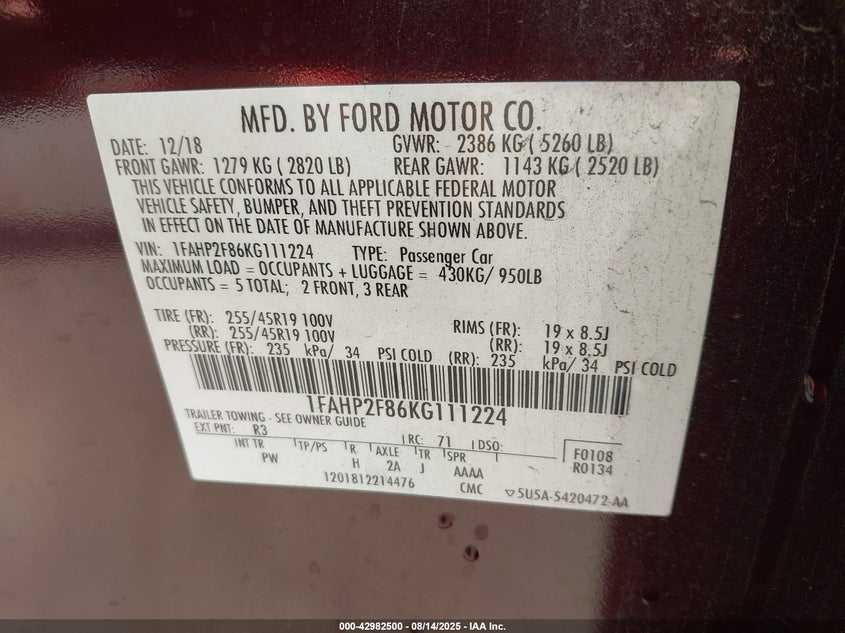 MFD. BY FORD MOTOR CO.
DATE: 12/18 GVWR: 2386 KG ( 5260 LB)
FRONT GAWR: 1279 KG ( 2820 LB) REAR GAWR: 1143 KG ( 2520 LB)
THIS VEHICLE CONFORMS TO ALL APPLICABLE FEDERAL MOTOR
VEHICLE SAFETY, BUMPER, AND THEFT PREVENTION STANDARDS
IN EFFECT ON THE DATE OF MANUFACTURE SHOWN ABOVE.
VIN: 1FAHP2F86KG111224 TYPE: Passenger Car
MAXIMUM LOAD = OCCUPANTS + LUGGAGE = 430KG/ 950LB
OCCUPANTS = 5 TOTAL; 2 FRONT, 3 REAR
TIRE (FR): 255/45R19 100V RIMS (FR): 19 x 8.5J
(RR): 255/45R19 100V (RR): 19 x 8.5J
PRESSURE (FR): 235 kPa/ 34 PSI COLD (RR): 235 kPa/ 34 PSI COLD
1FAHP2F86KG111224
TRAILER TOWING - SEE OWNER GUIDE
EXT PNT: R3 RC: 71 DSO: F0108
INT TR TP/PS R AXLE TR SPR R0134
PW H 2A J AAAA
1201812214476 CMC ▽5U5A-5420472-AA
000-42982500 - 08/14/2025 - IAA Inc.